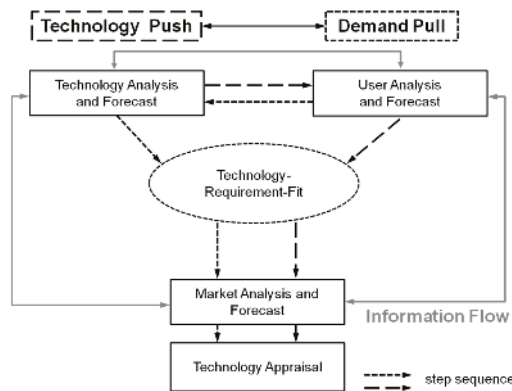 Technology Push
Demand Pull
Technology Analysis
and Forecast
User Analysis
and Forecast
Technology-
Requirement-Fit
Market Analysis and
Forecast
Information Flow
Technology Appraisal
step sequence